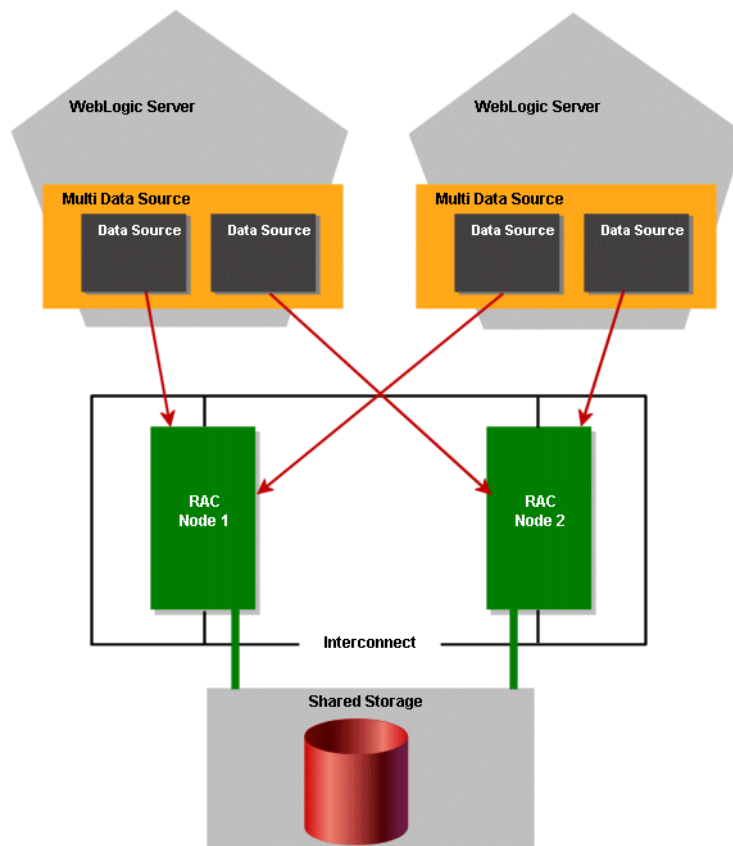 WebLogic Server
WebLogic Server
Multi Data Source
Multi Data Source
Data Source
Data Source
Data Source
Data Source
RAC
Node 1
RAC
Node 2
Interconnect
Shared Storage